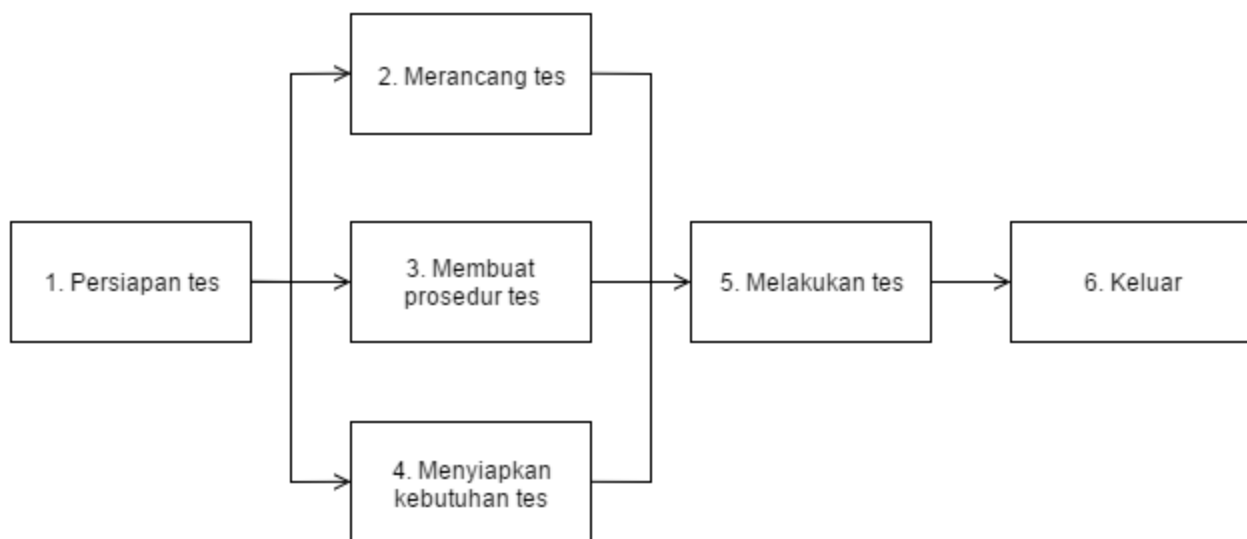 2. Merancang tes
1. Persiapan tes
3. Membuat
prosedur tes
5. Melakukan tes
6. Keluar
4. Menyiapkan
kebutuhan tes